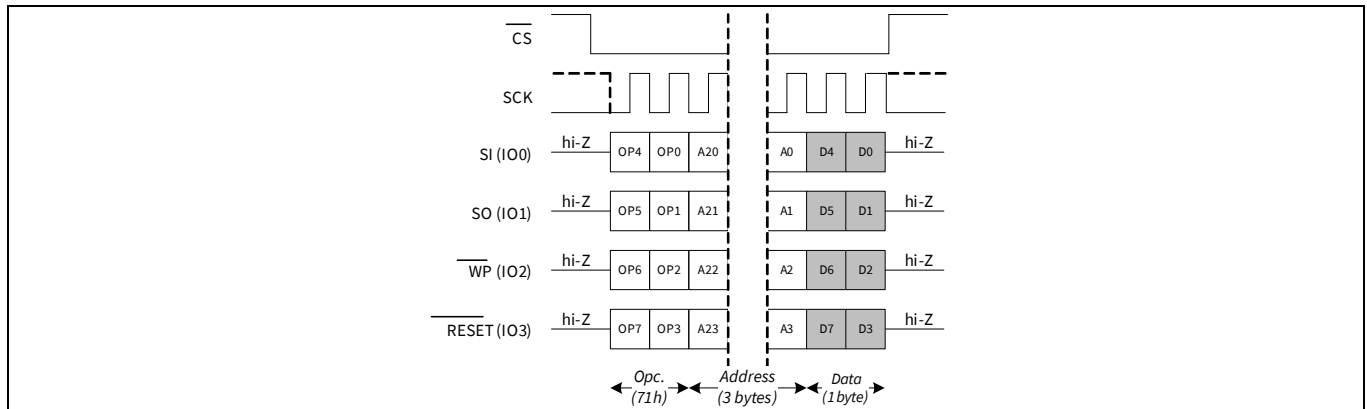 CS
SCK
SI (IO0) hi-Z OP4 OP0 A20 A0 D4 D0 hi-Z
SO (IO1) hi-Z OP5 OP1 A21 A1 D5 D1 hi-Z
WP (IO2) hi-Z OP6 OP2 A22 A2 D6 D2 hi-Z
RESET (IO3) hi-Z OP7 OP3 A23 A3 D7 D3 hi-Z
Opc. Address Data
(71h) (3 bytes) (1 byte)